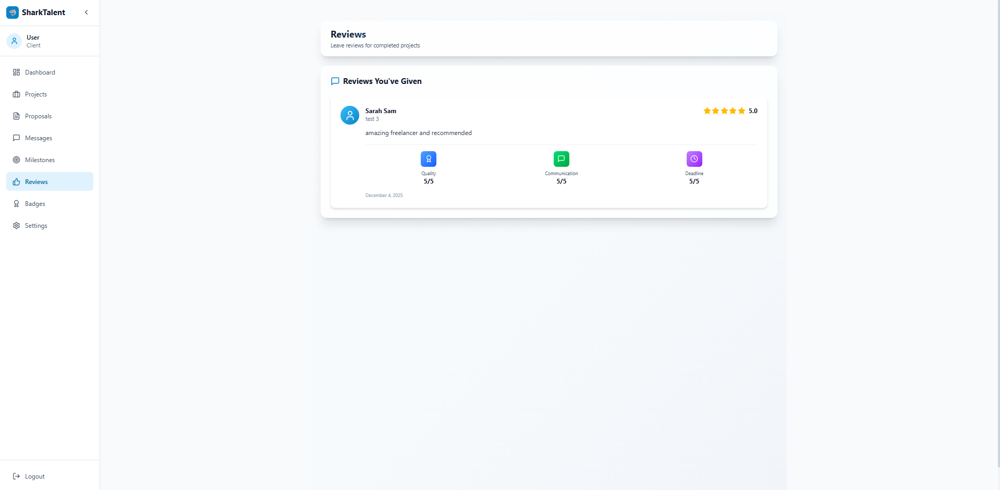 SharkTalent
User
Client
Dashboard
Projects
Proposals
Messages
Milestones
Reviews
Badges
Settings
Logout
Reviews
Leave reviews for completed projects
Reviews You've Given
Sarah Sam
5.0
test 3
amazing freelancer and recommended
Quality
5/5
Communication
5/5
Deadline
5/5
December 4, 2025